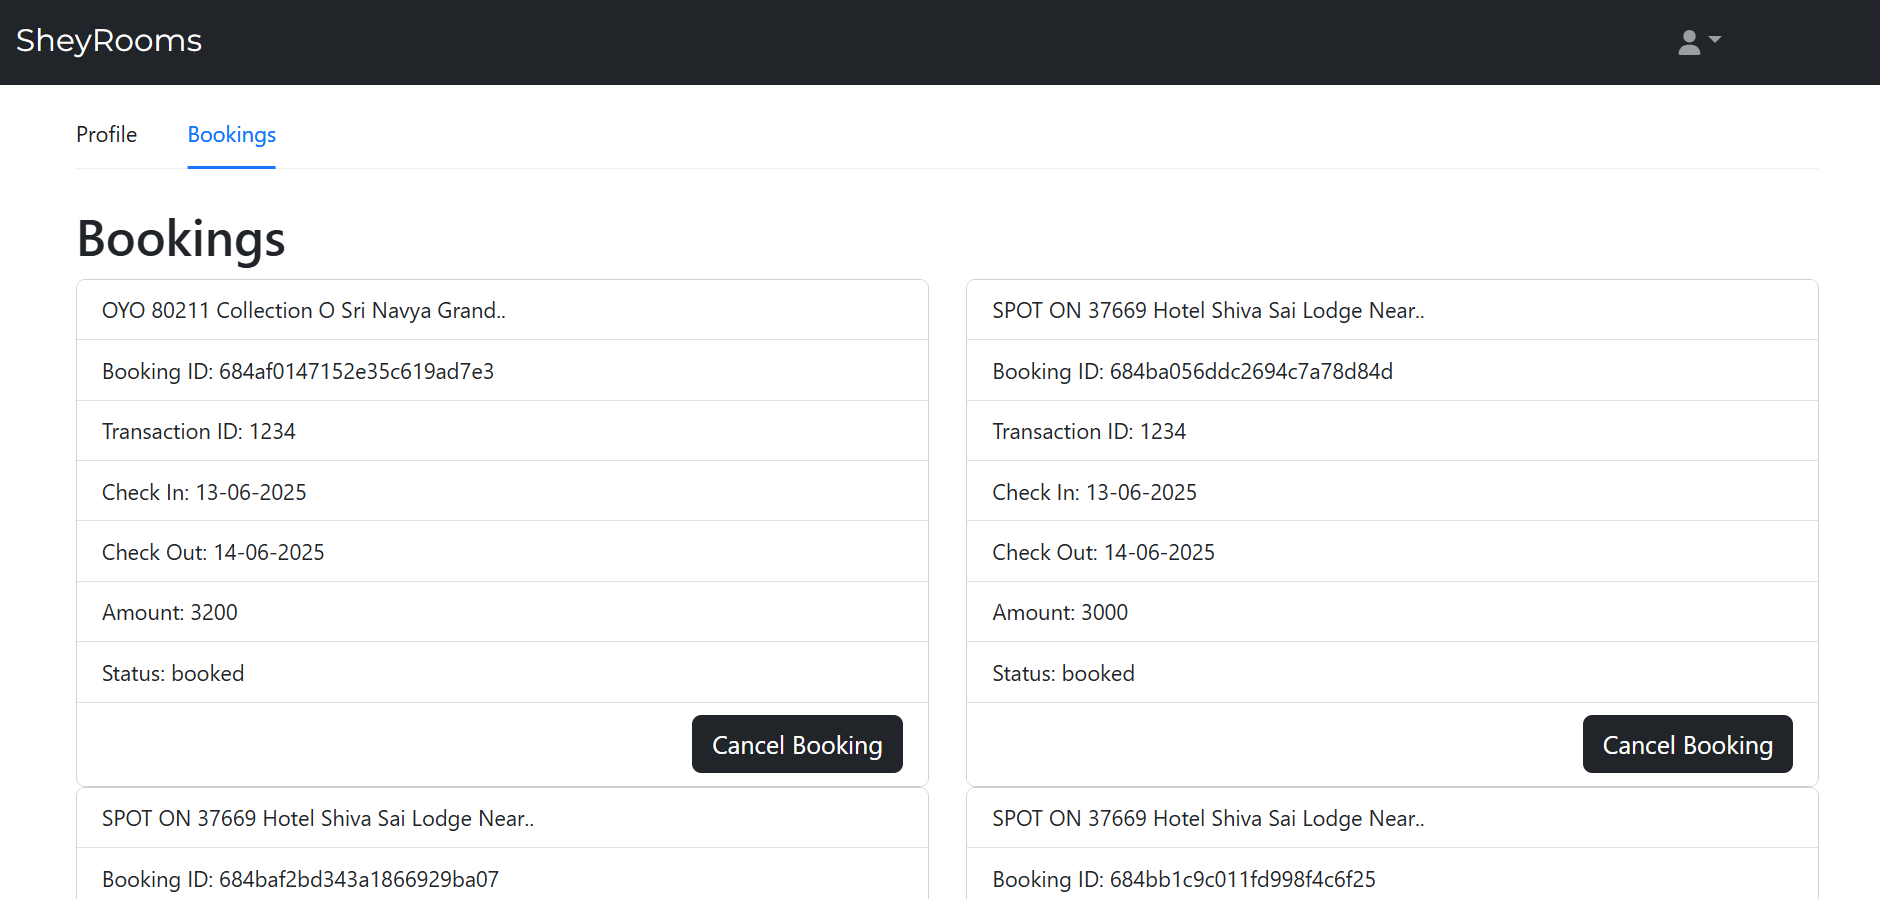 SheyRooms
Profile
Bookings
Bookings
OYO 80211 Collection O Sri Navya Grand..
Booking ID: 684af0147152e35c619ad7e3
Transaction ID: 1234
Check In: 13-06-2025
Check Out: 14-06-2025
Amount: 3200
Status: booked
Cancel Booking
SPOT ON 37669 Hotel Shiva Sai Lodge Near..
Booking ID: 684ba056ddc2694c7a78d84d
Transaction ID: 1234
Check In: 13-06-2025
Check Out: 14-06-2025
Amount: 3000
Status: booked
Cancel Booking
SPOT ON 37669 Hotel Shiva Sai Lodge Near..
Booking ID: 684baf2bd343a1866929ba07
SPOT ON 37669 Hotel Shiva Sai Lodge Near..
Booking ID: 684bb1c9c011fd998f4c6f25